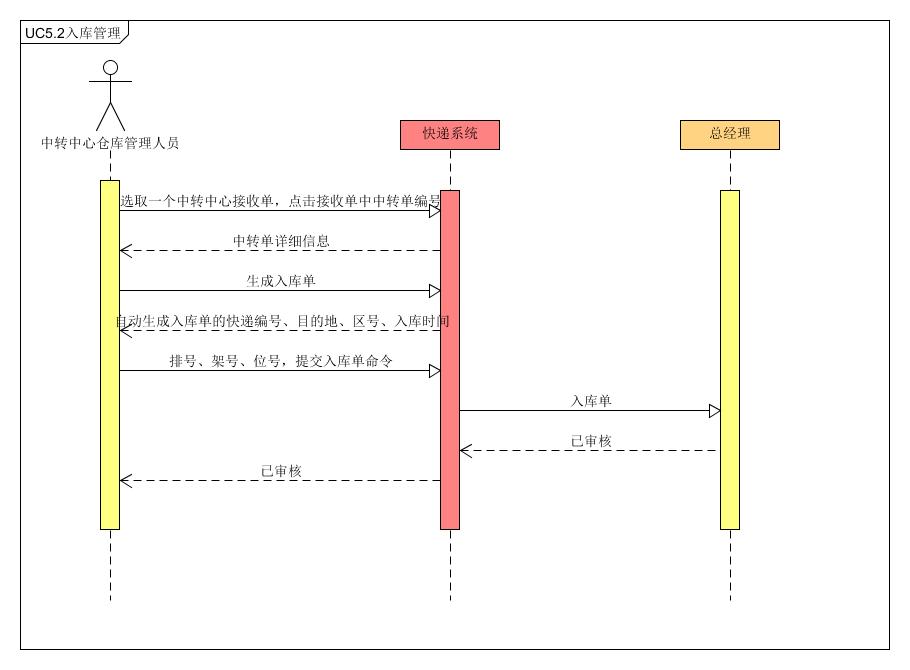 UC5.2入库管理
中转中心仓库管理人员
快递系统
总经理
选取一个中转中心接收单，点击接收单中中转单编号
中转单详细信息
生成入库单
自动生成入库单的快递编号、目的地、区号、入库时间
排号、架号、位号，提交入库单命令
入库单
已审核
已审核